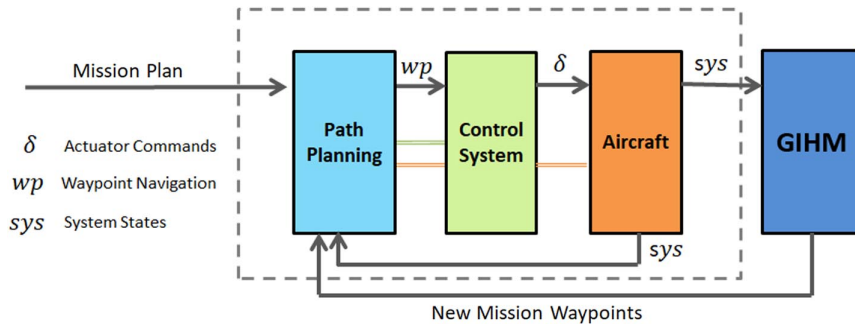 Mission Plan
wp
δ
sys
Path
Planning
Control
System
Aircraft
GIHM
δ Actuator Commands
wp Waypoint Navigation
sys System States
sys
New Mission Waypoints